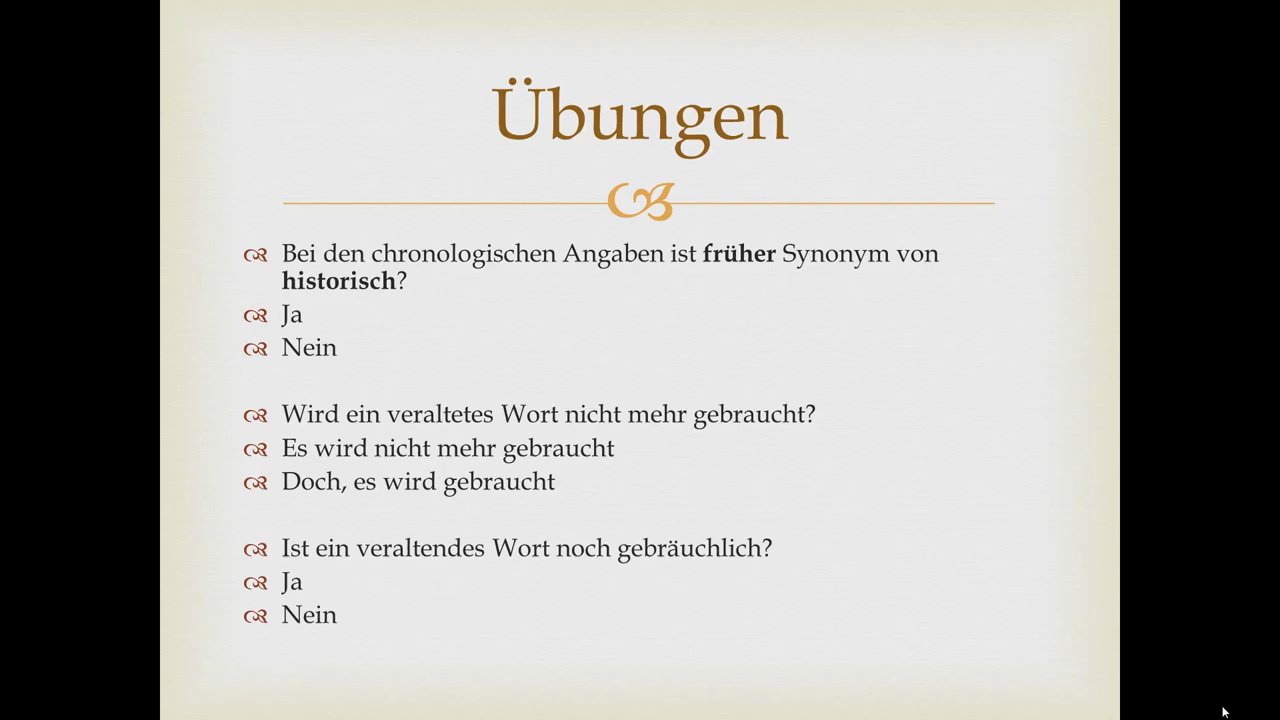 Übungen
Bei den chronologischen Angaben ist früher Synonym von
historisch?
Ja
Nein
Wird ein veraltetes Wort nicht mehr gebraucht?
Es wird nicht mehr gebraucht
Doch, es wird gebraucht
Ist ein veraltendes Wort noch gebräuchlich?
Ja
Nein